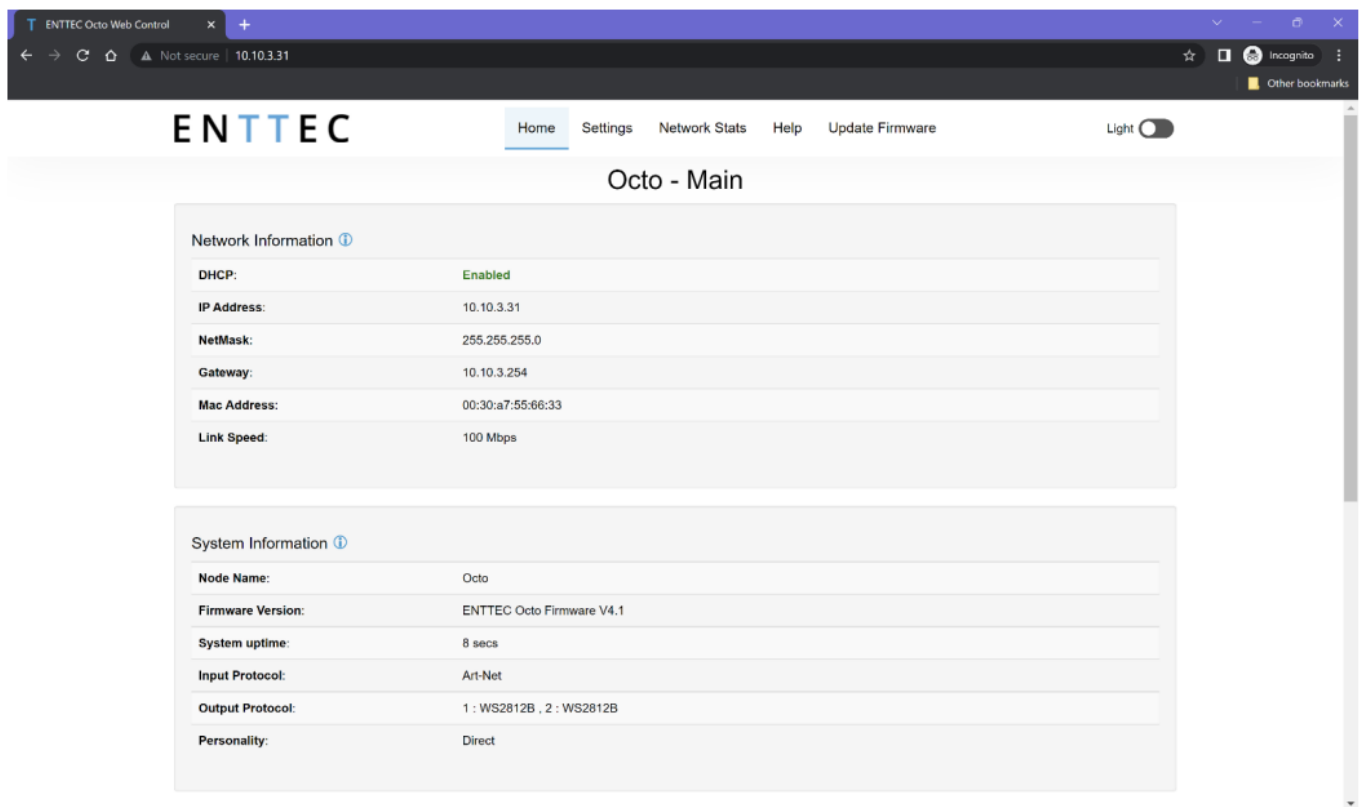 T ENTTEC Octo Web Control
Not secure | 10.10.3.31
Incognito
Other bookmarks
ENTTEC
Home Settings Network Stats Help Update Firmware Light
Octo - Main
Network Information
DHCP: Enabled
IP Address: 10.10.3.31
NetMask: 255.255.255.0
Gateway: 10.10.3.254
Mac Address: 00:30:a7:55:66:33
Link Speed: 100 Mbps
System Information
Node Name: Octo
Firmware Version: ENTTEC Octo Firmware V4.1
System uptime: 8 secs
Input Protocol: Art-Net
Output Protocol: 1 : WS2812B , 2 : WS2812B
Personality: Direct